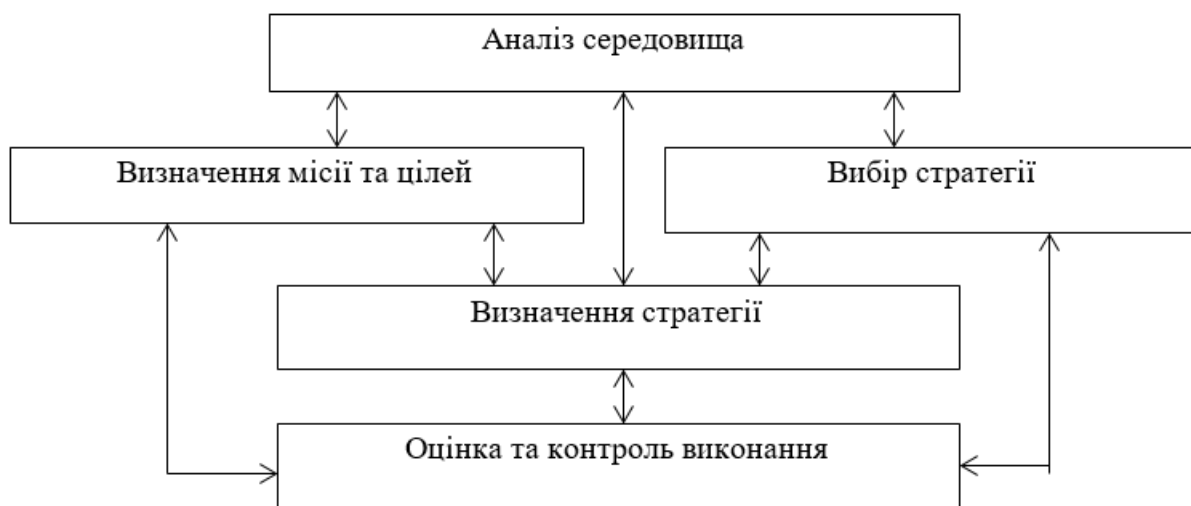 Аналіз середовища
Визначення місії та цілей
Вибір стратегії
Визначення стратегії
Оцінка та контроль виконання